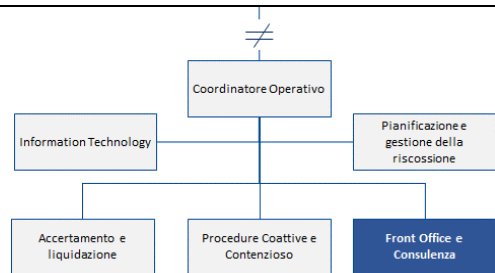 Coordinatore Operativo
Information Technology
Pianificazione e
gestione della
riscossione
Accertamento e
liquidazione
Procedure Coattive e
Contenzioso
Front Office e
Consulenza